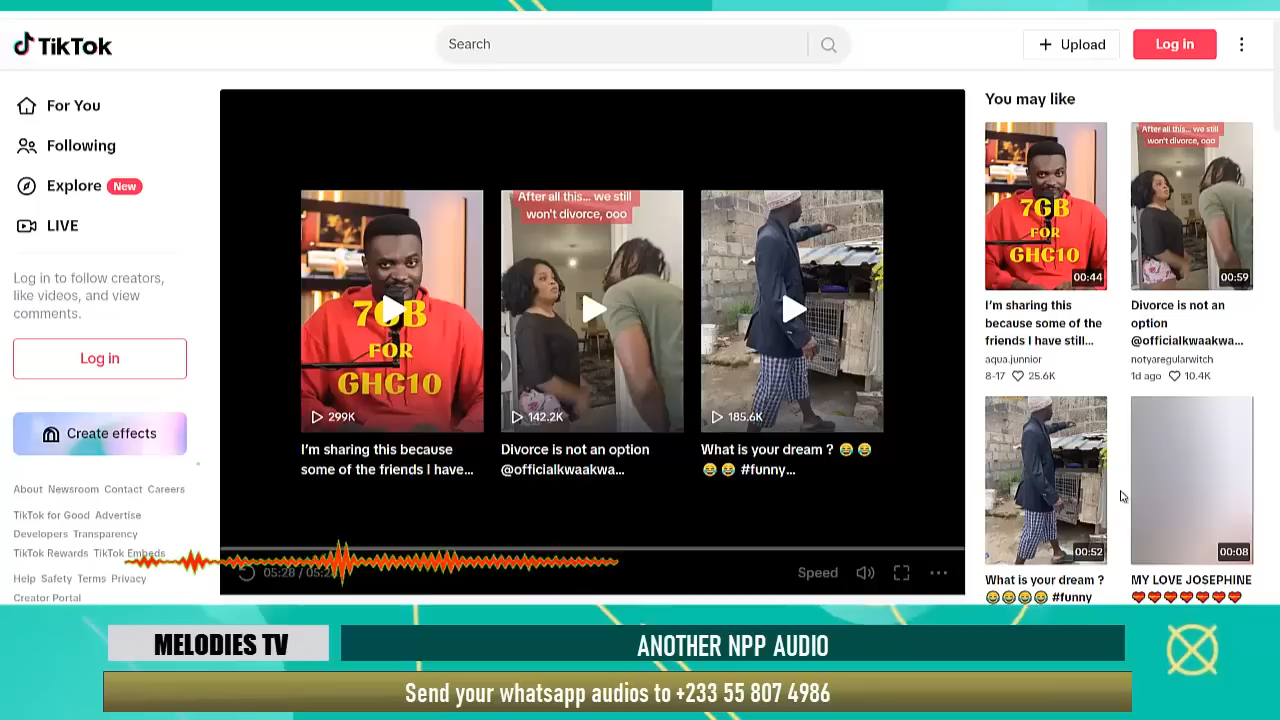 TikTok
Search
Upload
Log in
For You
Following
Explore New
LIVE
Log in to follow creators,
like videos, and view
comments.
Log in
Create effects
About Newsroom Contact Careers
TikTok for Good Advertise
Developers Transparency
TikTok Rewards TikTok Embeds
Help Safety Terms Privacy
Creator Portal
7GB
FOR
GHC10
299K
I'm sharing this because
some of the friends I have...
After all this... we still
won't divorce, ooo
142.2K
Divorce is not an option
@officialkwaakwa...
185.6K
What is your dream ? 😂 😂
😂 😂 #funny...
05:28 /
Speed
You may like
7GB
FOR
GHC10
00:44
I'm sharing this
because some of the
friends I have still...
aqua.junnior
8-17 25.6K
After all this... we still
won't divorce, ooo
00:59
Divorce is not an
option
@officialkwaakwa...
notyaregularwitch
1d ago 10.4K
00:52
What is your dream ?
😂😂😂😂 #funny
00:08
MY LOVE JOSEPHINE
MELODIES TV
ANOTHER NPP AUDIO
Send your whatsapp audios to +233 55 807 4986